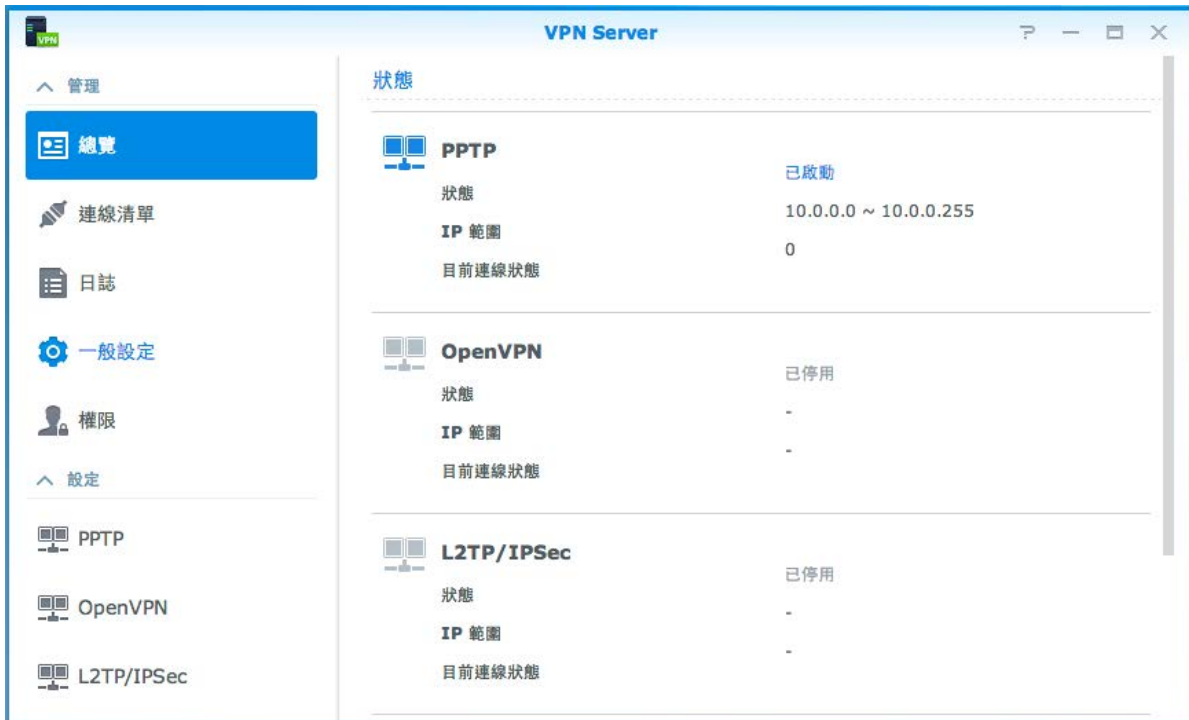 VPN
VPN Server
管理
總覽
連線清單
日誌
一般設定
權限
設定
PPTP
OpenVPN
L2TP/IPSec
狀態
PPTP
狀態
已啟動
IP 範圍
10.0.0.0 ~ 10.0.0.255
目前連線狀態
0
OpenVPN
狀態
已停用
IP 範圍
-
目前連線狀態
-
L2TP/IPSec
狀態
已停用
IP 範圍
-
目前連線狀態
-